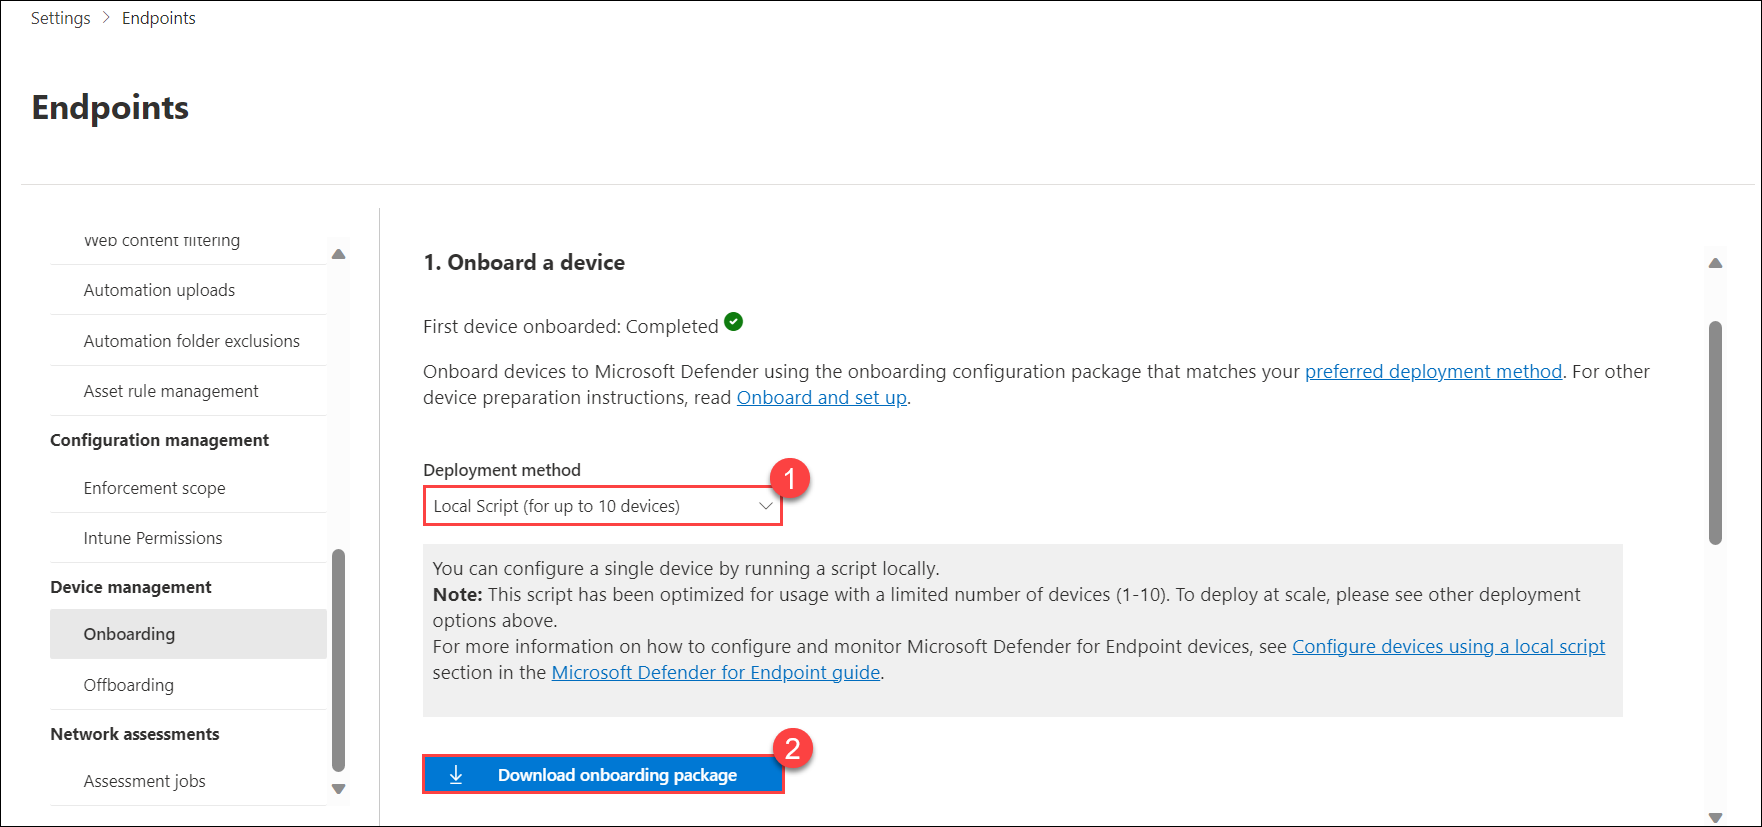 Settings > Endpoints
Endpoints
Web content filtering
Automation uploads
Automation folder exclusions
Asset rule management
Configuration management
Enforcement scope
Intune Permissions
Device management
Onboarding
Offboarding
Network assessments
Assessment jobs
1. Onboard a device
First device onboarded: Completed
Onboard devices to Microsoft Defender using the onboarding configuration package that matches your preferred deployment method. For other
device preparation instructions, read Onboard and set up.
Deployment method
1
Local Script (for up to 10 devices)
You can configure a single device by running a script locally.
Note: This script has been optimized for usage with a limited number of devices (1-10). To deploy at scale, please see other deployment
options above.
For more information on how to configure and monitor Microsoft Defender for Endpoint devices, see Configure devices using a local script
section in the Microsoft Defender for Endpoint guide.
2
Download onboarding package